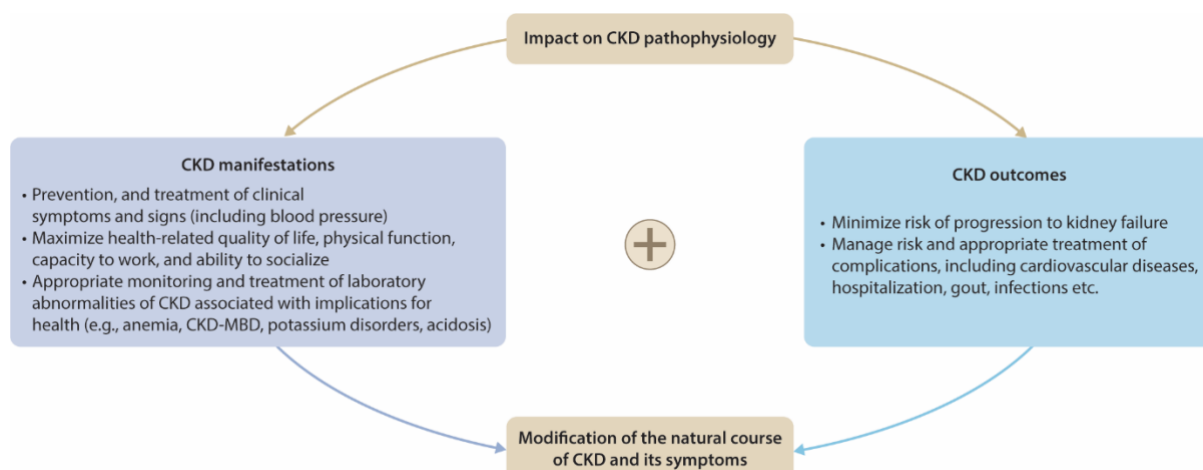 Impact on CKD pathophysiology
CKD manifestations
• Prevention, and treatment of clinical
symptoms and signs (including blood pressure)
• Maximize health-related quality of life, physical function,
capacity to work, and ability to socialize
• Appropriate monitoring and treatment of laboratory
abnormalities of CKD associated with implications for
health (e.g., anemia, CKD-MBD, potassium disorders, acidosis)
CKD outcomes
• Minimize risk of progression to kidney failure
• Manage risk and appropriate treatment of
complications, including cardiovascular diseases,
hospitalization, gout, infections etc.
Modification of the natural course
of CKD and its symptoms